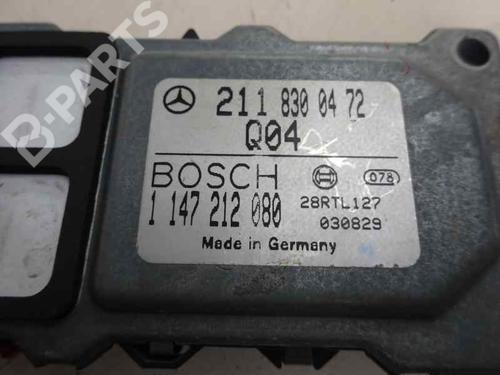 B-PARTS
211 830 04 72
Q04
BOSCH
078
1 147 212 080
28RTL127
030829
Made in Germany